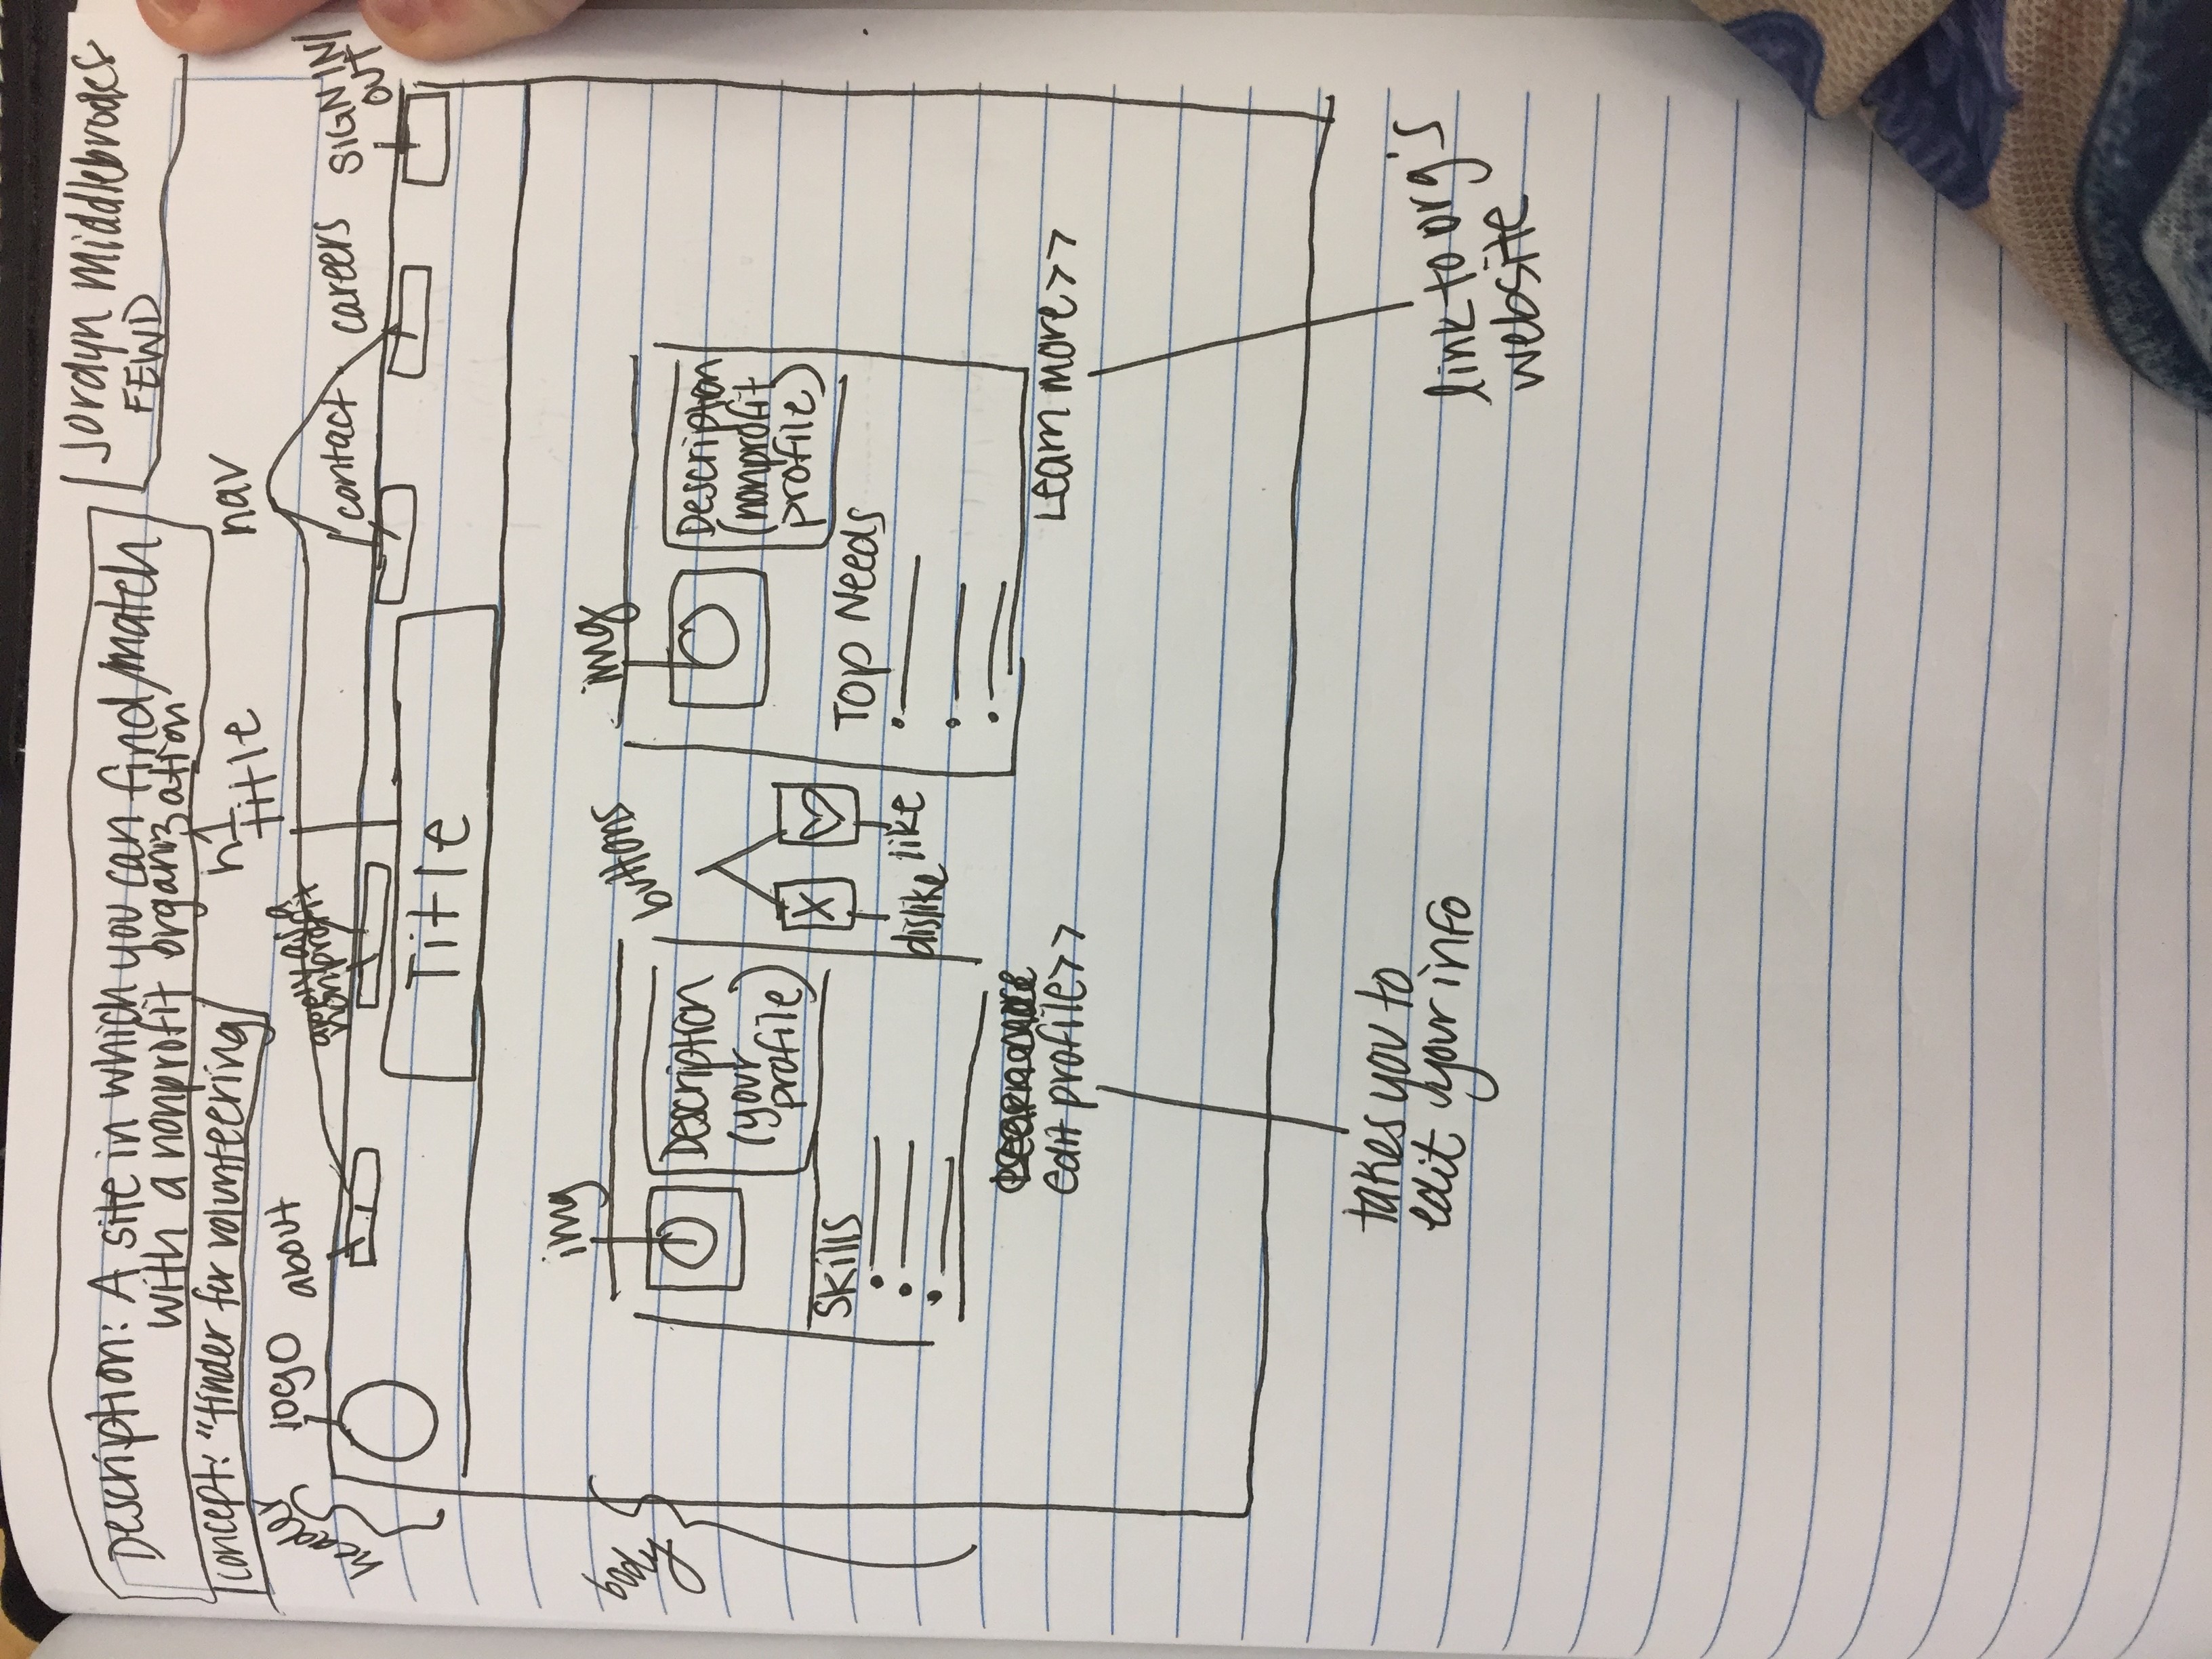 Description: A site in which you can find/match
with a nonprofit organization
Jordyn Middlebrooks
FEWD
concept: "tinder for volunteering
h1
title
nav
header
logo
about
apply as a
nonprofit
contact
careers
SIGN IN/
OUT
Title
body
img
buttons
img
Description
(your
profile)
Description
(nonprofit
profile)
X
Skills
Top Needs
dislike
like
edit profile>>
Learn more>>
takes you to
edit your info
link to org's
website